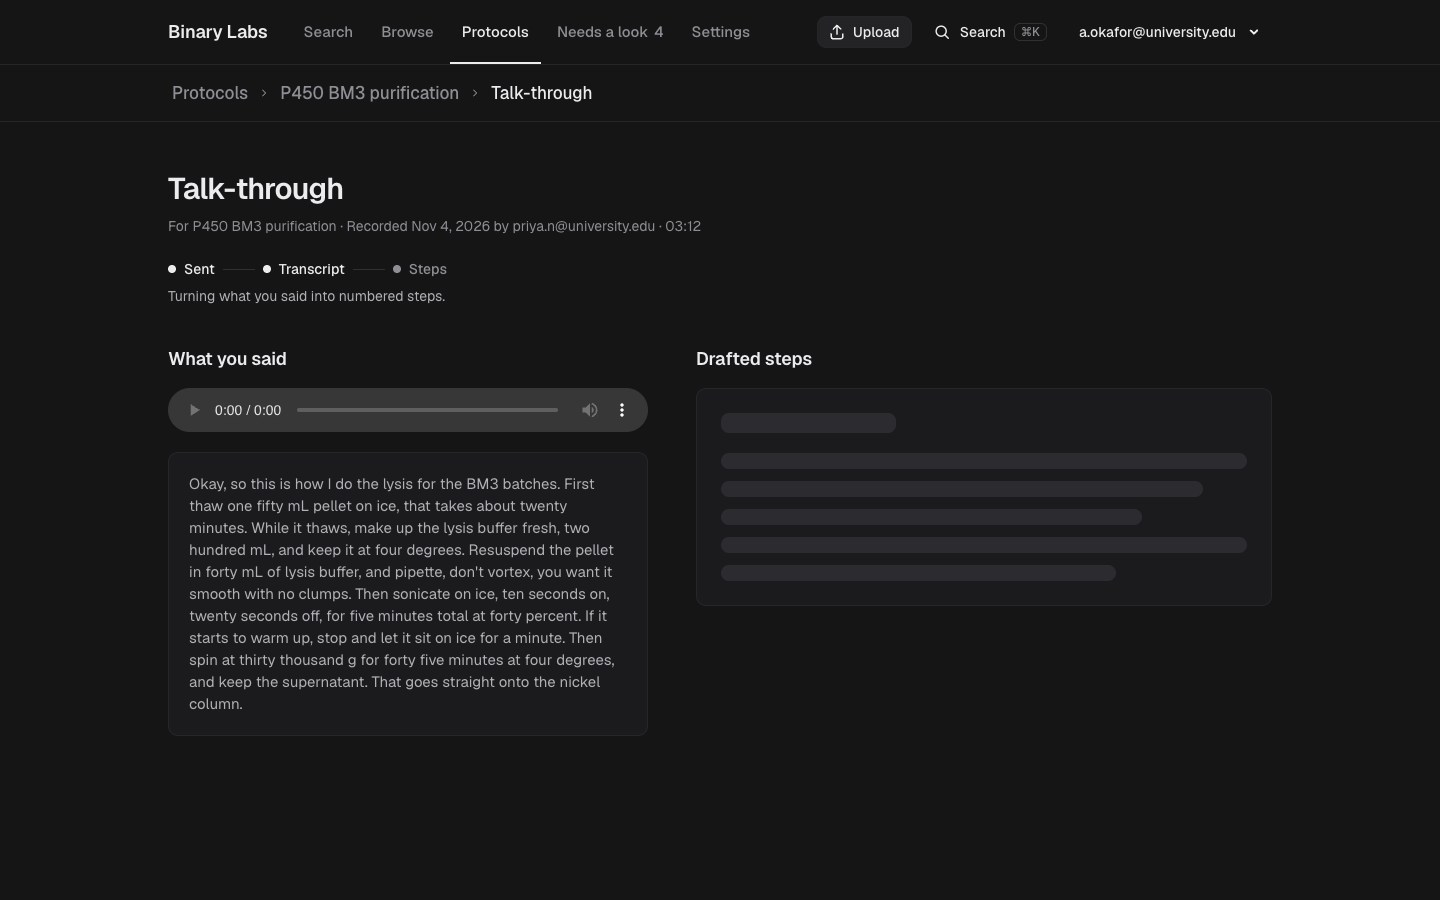 Binary Labs Search Browse Protocols Needs a look 4 Settings Upload Search ⌘K a.okafor@university.edu
Protocols › P450 BM3 purification › Talk-through
Talk-through
For P450 BM3 purification · Recorded Nov 4, 2026 by priya.n@university.edu · 03:12
Sent Transcript Steps
Turning what you said into numbered steps.
What you said
0:00 / 0:00
Okay, so this is how I do the lysis for the BM3 batches. First
thaw one fifty mL pellet on ice, that takes about twenty
minutes. While it thaws, make up the lysis buffer fresh, two
hundred mL, and keep it at four degrees. Resuspend the pellet
in forty mL of lysis buffer, and pipette, don't vortex, you want it
smooth with no clumps. Then sonicate on ice, ten seconds on,
twenty seconds off, for five minutes total at forty percent. If it
starts to warm up, stop and let it sit on ice for a minute. Then
spin at thirty thousand g for forty five minutes at four degrees,
and keep the supernatant. That goes straight onto the nickel
column.
Drafted steps